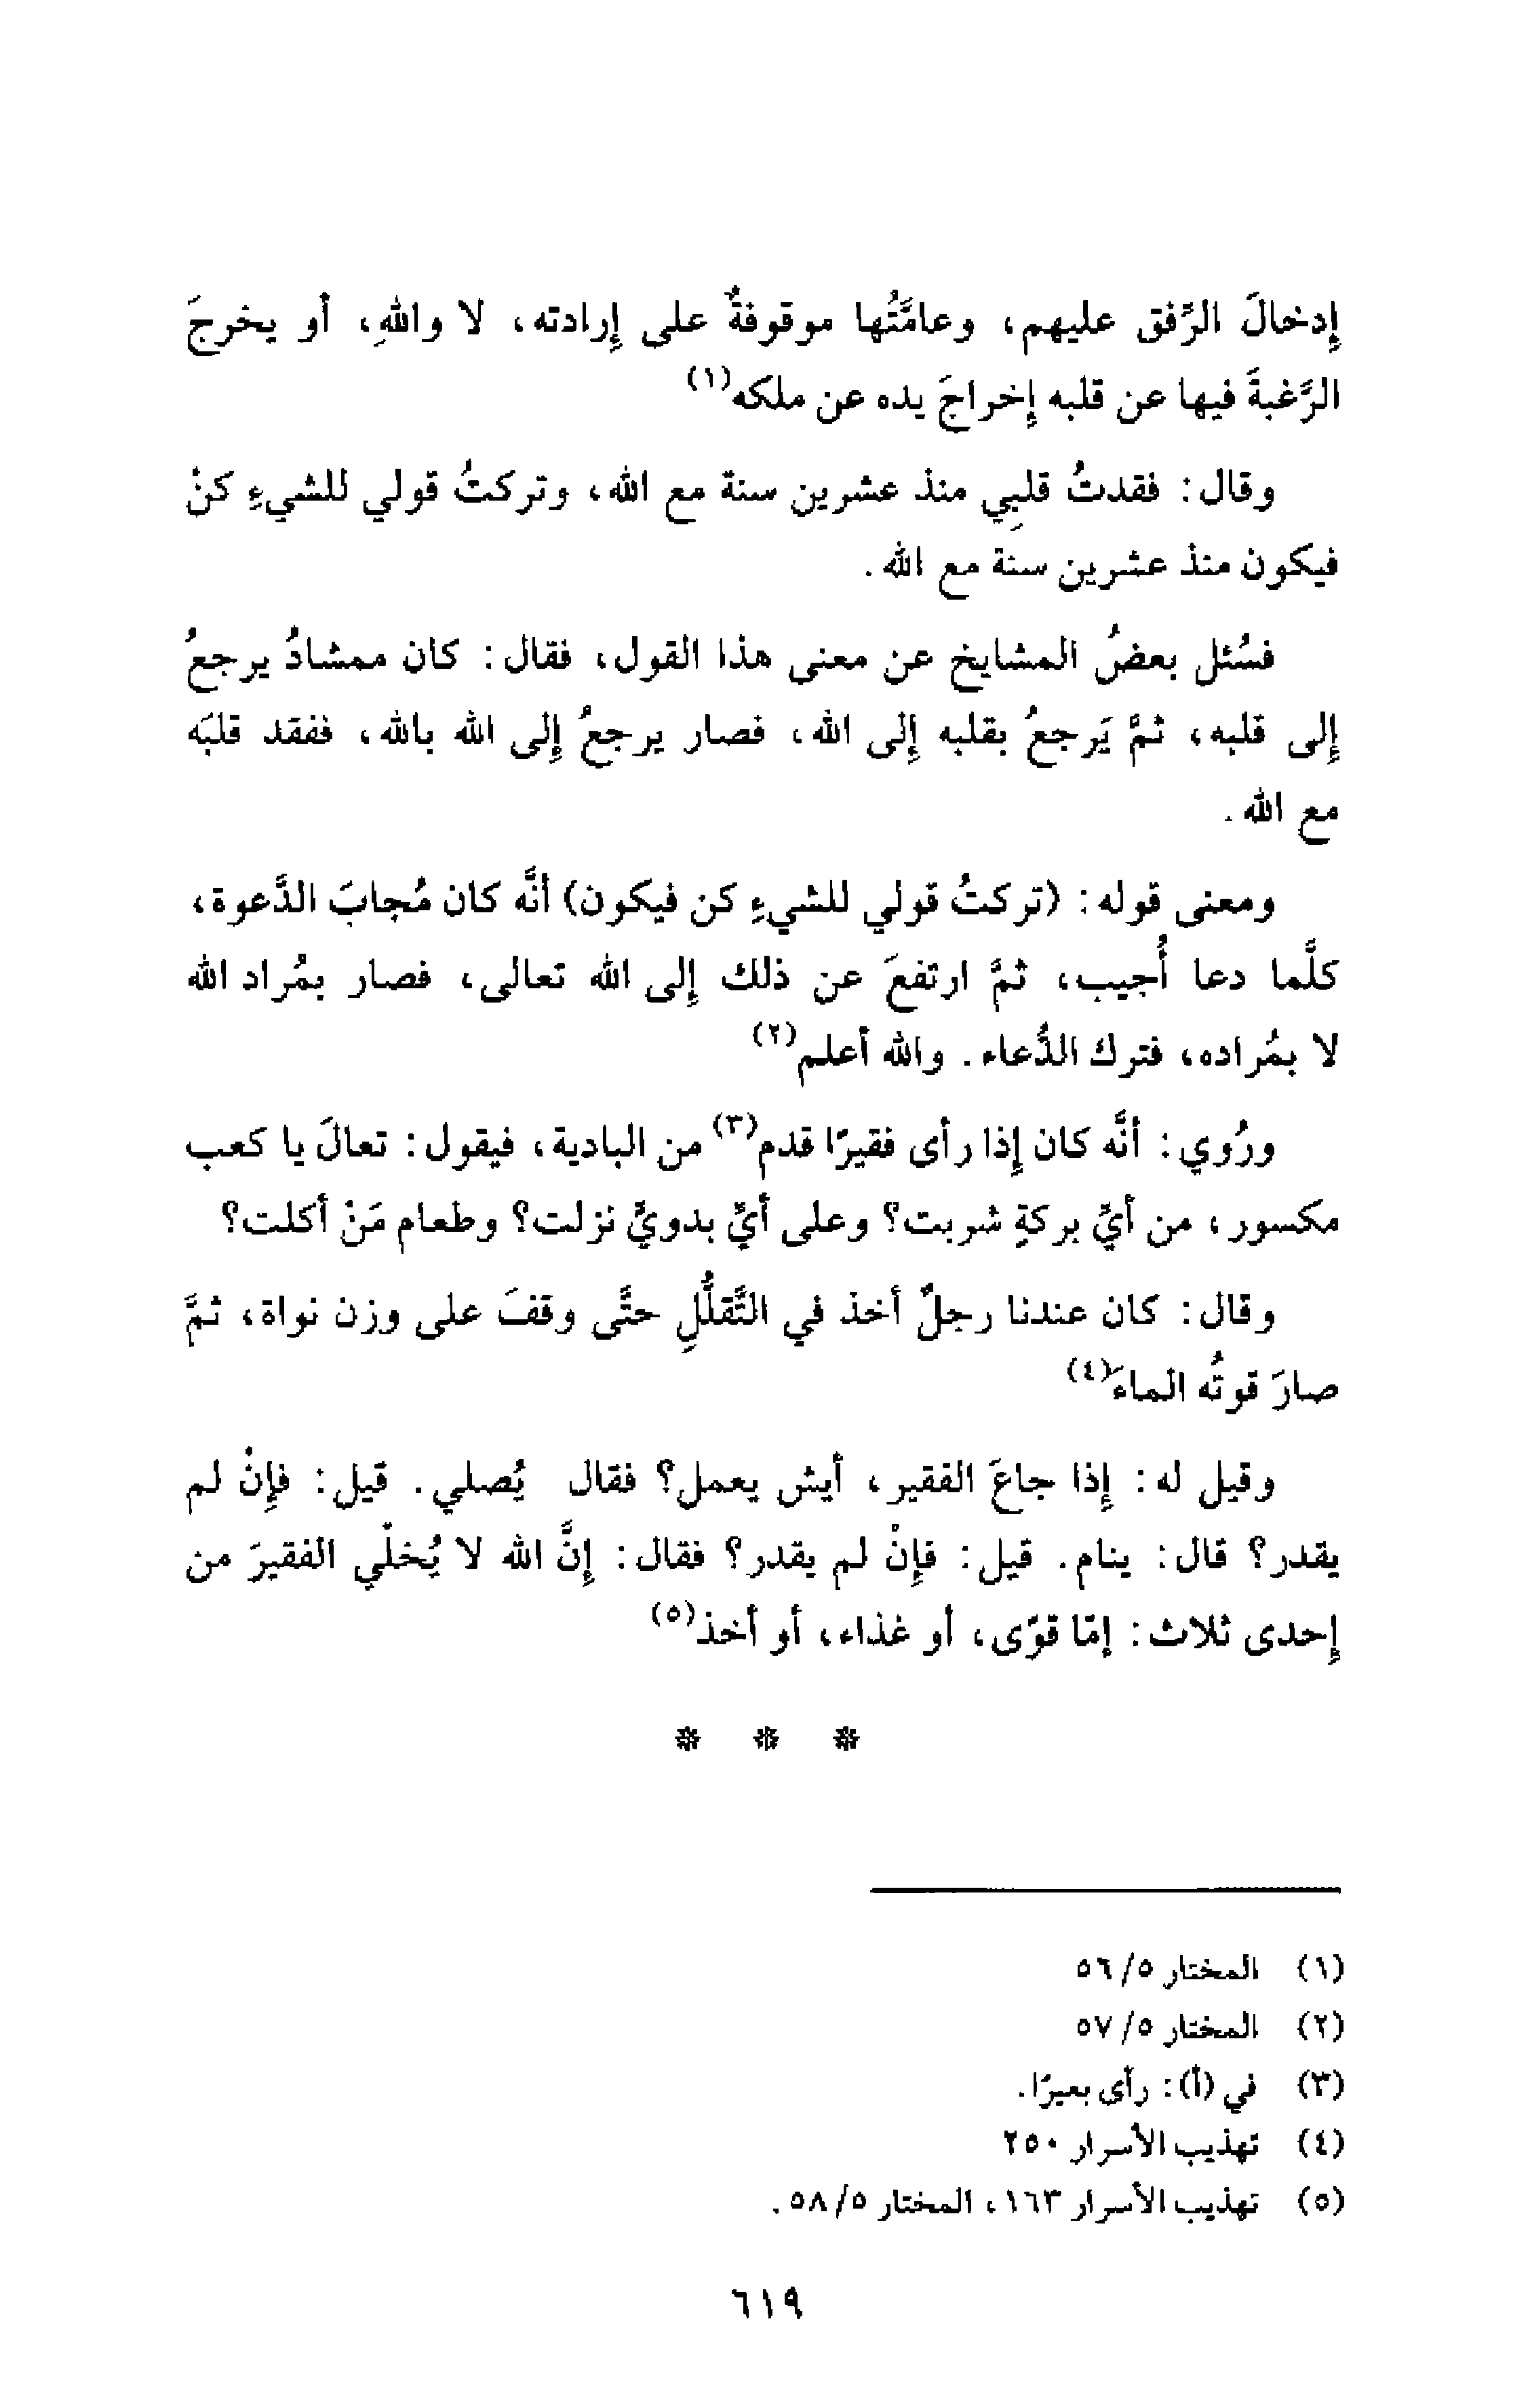 إدخالَ الرَّفق عليهم، وعامَّتُها موقوفةٌ على إرادته، لا واللهِ، أو يخرجَ
الرَّغبةَ فيها عن قلبه إخراجَ يده عن ملكه(١)
وقال: فقدتُ قلبِي منذ عشرين سنة مع الله، وتركتُ قولي للشيءِ كنْ
فيكون منذ عشرين سنة مع الله.
فسُئل بعضُ المشايخ عن معنى هذا القول، فقال: كان ممشادُ يرجعُ
إلى قلبه، ثمَّ يَرجعُ بقلبه إلى الله، فصار يرجعُ إلى الله بالله، ففقد قلبَه
مع الله.
ومعنى قوله: (تركتُ قولي للشيءِ كن فيكون) أنَّه كان مُجابَ الدَّعوة،
كلَّما دعا أُجيب، ثمَّ ارتفعَ عن ذلك إلى الله تعالى، فصار بمُراد الله
لا بمُراده، فترك الدُّعاء. والله أعلم(٢)
ورُوي: أنَّه كان إذا رأى فقيرًا قدم(٣) من البادية، فيقول: تعالَ يا كعب
مكسور، من أيِّ بركةٍ شربت؟ وعلى أيِّ بدويٍّ نزلت؟ وطعام مَنْ أكلت؟
وقال: كان عندنا رجلٌ أخذ في التَّقلُّلِ حتَّى وقفَ على وزن نواة، ثمَّ
صارَ قوتُه الماءَ(٤)
وقيل له: إذا جاعَ الفقير، أيش يعمل؟ فقال يُصلي. قيل: فإنْ لم
يقدر؟ قال: ينام. قيل: فإنْ لم يقدر؟ فقال: إنَّ الله لا يُخلّي الفقيرَ من
إحدى ثلاث: إمّا قوّى، أو غذاء، أو أخذ(٥)
* * *
(١) المختار ٥/ ٥٦
(٢) المختار ٥/ ٥٧
(٣) في (أ): رأى بعيرًا.
(٤) تهذيب الأسرار ٢٥٠
(٥) تهذيب الأسرار ١٦٣، المختار ٥/ ٥٨.
٦١٩